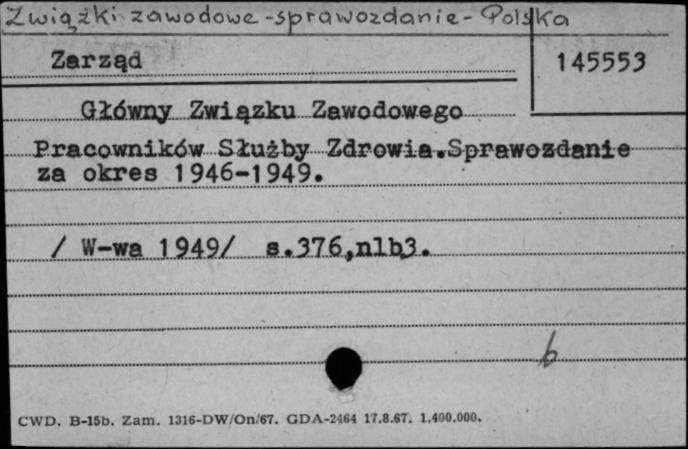 Związki zawodowe - sprawozdanie - Polska
Zarząd
145553
Główny Związku Zawodowego
Pracowników Służby Zdrowia.Sprawozdanie
za okres 1946-1949.
/ W-wa 1949/ s.376,nlb3.
b
CWD. B-15b. Zam. 1316-DW/On/67. GDA-2464 17.8.67. 1.400.000.